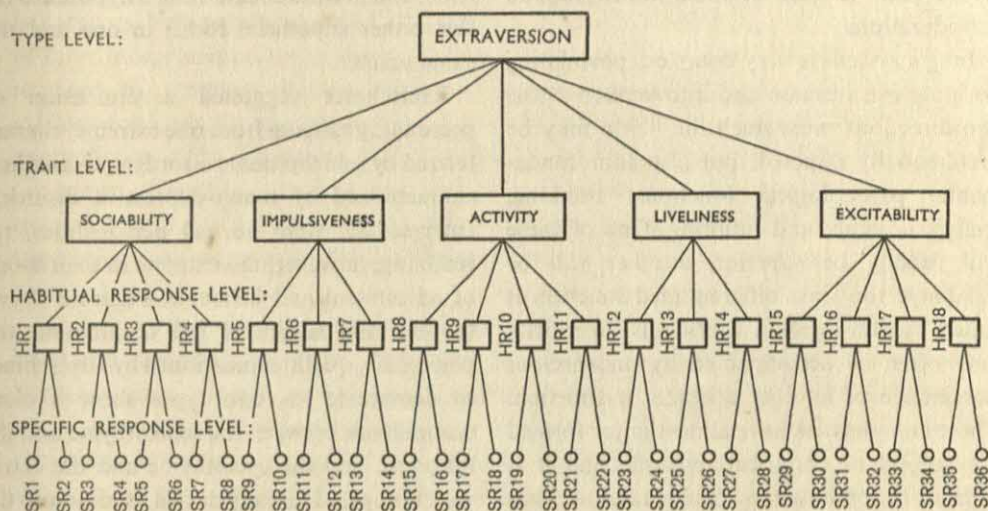 TYPE LEVEL:
EXTRAVERSION
TRAIT LEVEL:
SOCIABILITY IMPULSIVENESS ACTIVITY LIVELINESS EXCITABILITY
HABITUAL RESPONSE LEVEL:
HR1 HR2 HR3 HR4 HR5 HR6 HR7 HR8 HR9 HR10 HR11 HR12 HR13 HR14 HR15 HR16 HR17 HR18
SPECIFIC RESPONSE LEVEL:
SR1 SR2 SR3 SR4 SR5 SR6 SR7 SR8 SR9 SR10 SR11 SR12 SR13 SR14 SR15 SR16 SR17 SR18 SR19 SR20 SR21 SR22 SR23 SR24 SR25 SR26 SR27 SR28 SR29 SR30 SR31 SR32 SR33 SR34 SR35 SR36